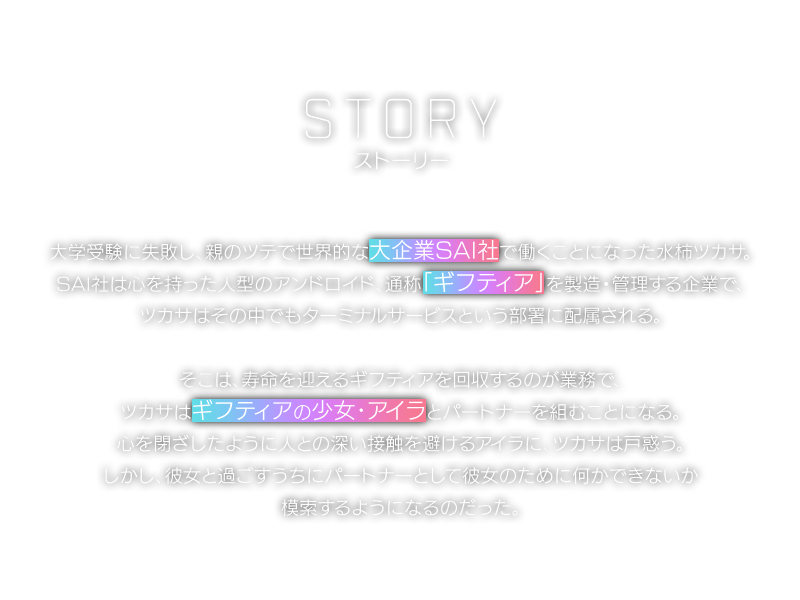 STORY
ストーリー
大学受験に失敗し、親のツテで世界的な大企業SAI社で働くことになった水柿ツカサ。
SAI社は心を持った人型のアンドロイド、通称「ギフティア」を製造・管理する企業で、
ツカサはその中でもターミナルサービスという部署に配属される。
そこは、寿命を迎えるギフティアを回収するのが業務で、
ツカサはギフティアの少女・アイラとパートナーを組むことになる。
心を閉ざしたように人との深い接触を避けるアイラに、ツカサは戸惑う。
しかし、彼女と過ごすうちにパートナーとして彼女のために何かできないか
模索するようになるのだった。